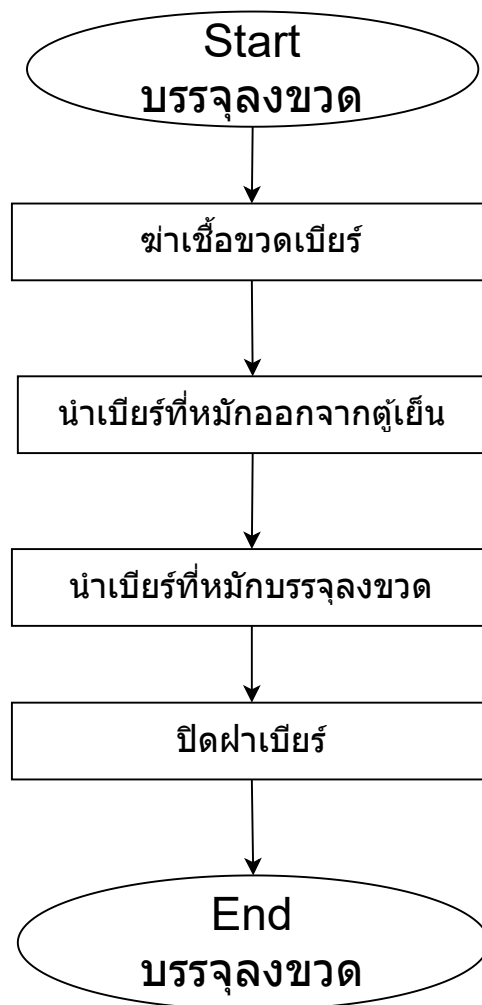 Start
บรรจุลงขวด
ฆ่าเชื้อขวดเบียร์
นำเบียร์ที่หมักออกจากตู้เย็น
นำเบียร์ที่หมักบรรจุลงขวด
ปิดฝาเบียร์
End
บรรจุลงขวด